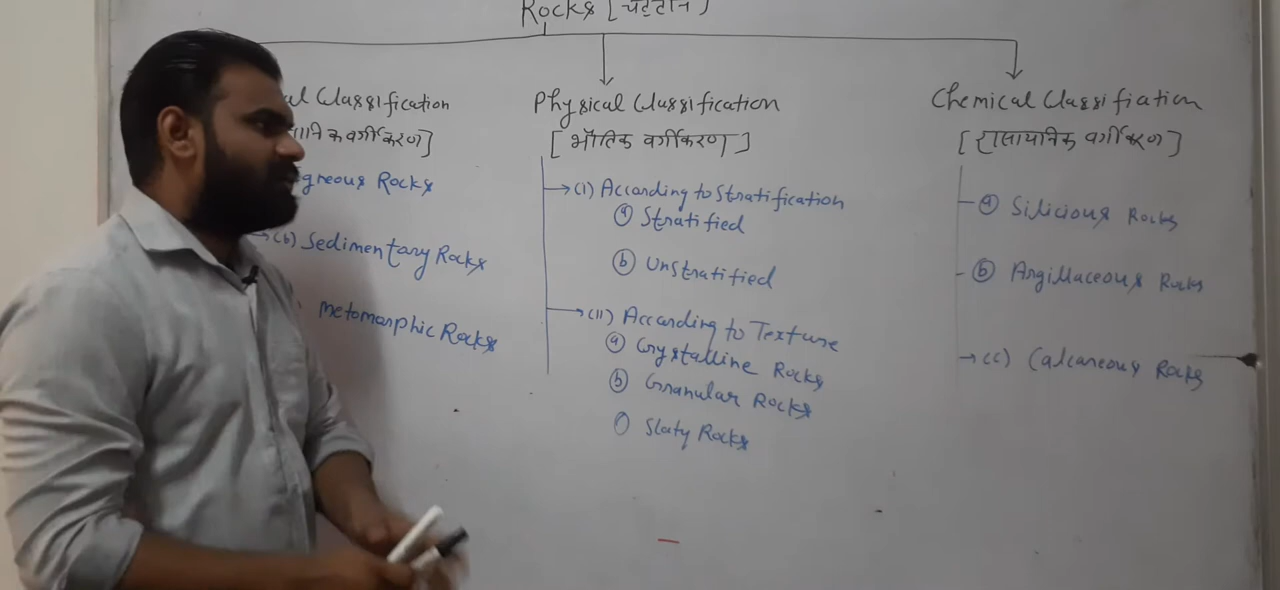 Rocks [चट्टान]
al Classification
Physical Classification
Chemical Classifiation
निक वर्गीकरण]
[भौतिक वर्गीकरण]
[रासायनिक वर्गीकरण]
gneous Rocks
(b) Sedimentary Rocks
Metomorphic Rocks
(I) According to Stratification
(a) Stratified
(b) Unstratified
(II) According to Texture
(a) Crystalline Rocks
(b) Granular Rocks
Slaty Rocks
(a) Silicious Rocks
(b) Argillaceous Rocks
(c) Calcareous Rocks